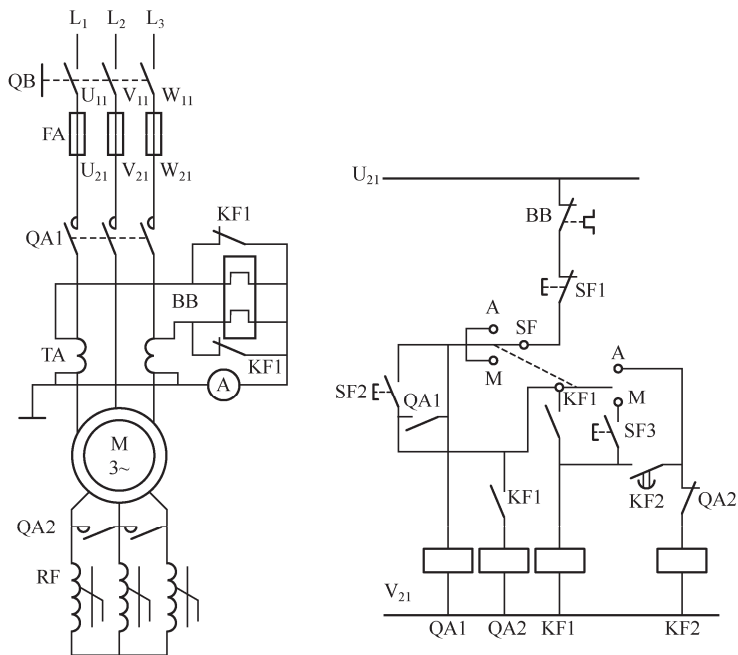 L₁ L₂ L₃
QB
U₁₁ V₁₁ W₁₁
FA
U₂₁ V₂₁ W₂₁
QA1
KF1
BB
KF1
TA
A
M
3~
QA2
RF
U₂₁
BB
SF1
A
SF
M
A
SF2
KF1
M
QA1
SF3
KF1
KF2
QA2
V₂₁
QA1 QA2 KF1 KF2